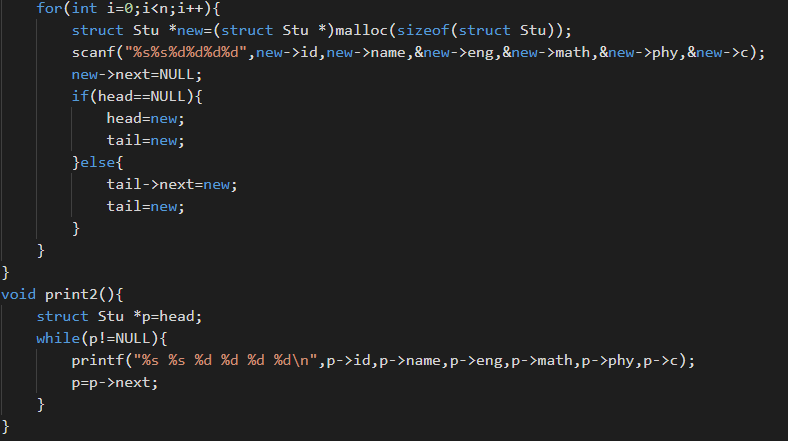 for(int i=0;i<n;i++){
struct Stu *new=(struct Stu *)malloc(sizeof(struct Stu));
scanf("%s%s%d%d%d%d",new->id,new->name,&new->eng,&new->math,&new->phy,&new->c);
new->next=NULL;
if(head==NULL){
head=new;
tail=new;
}else{
tail->next=new;
tail=new;
}
}
}
void print2(){
struct Stu *p=head;
while(p!=NULL){
printf("%s %s %d %d %d %d\n",p->id,p->name,p->eng,p->math,p->phy,p->c);
p=p->next;
}
}